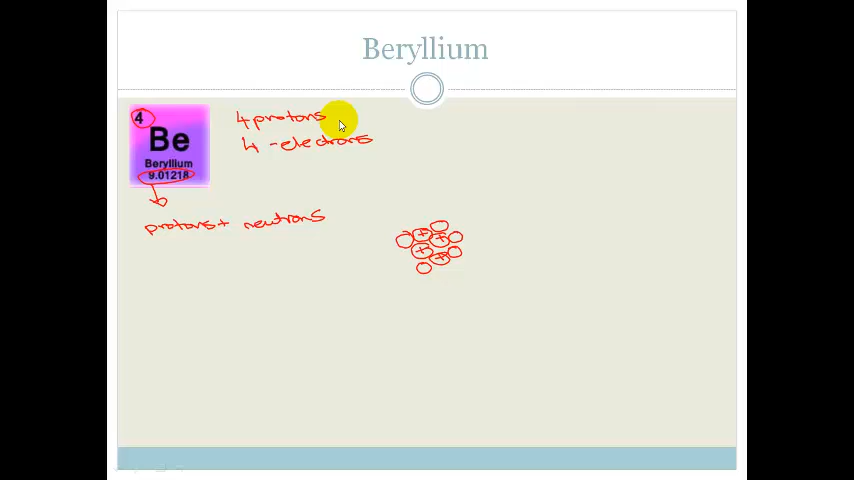 Beryllium
4
Be
Beryllium
9.01218
4 protons
4 - electrons
protons+ neutrons
+ +
+ +